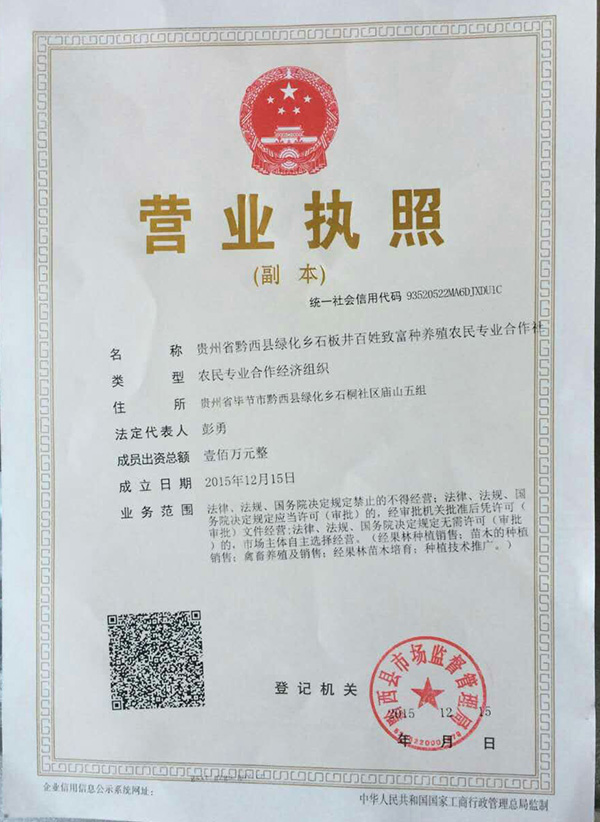 营业执照
(副 本)
统一社会信用代码 93520522MA6DJXDU1C
名 称 贵州省黔西县绿化乡石板井百姓致富种养殖农民专业合作社
类 型 农民专业合作经济组织
住 所 贵州省毕节市黔西县绿化乡石桐社区庙山五组
法定代表人 彭勇
成员出资总额 壹佰万元整
成立日期 2015年12月15日
业务范围 法律、法规、国务院决定规定禁止的不得经营;法律、法规、国
务院决定规定应当许可(审批)的,经审批机关批准后凭许可(
审批)文件经营;法律、法规、国务院决定规定无需许可(审批
)的,市场主体自主选择经营。(经果林种植销售;苗木的种植
销售;禽畜养殖及销售;经果林苗木培育;种植技术推广。)
黔西县市场监督管理局
登记机关
2015 12 15
年 月 日
企业信用信息公示系统网址:
中华人民共和国国家工商行政管理总局监制